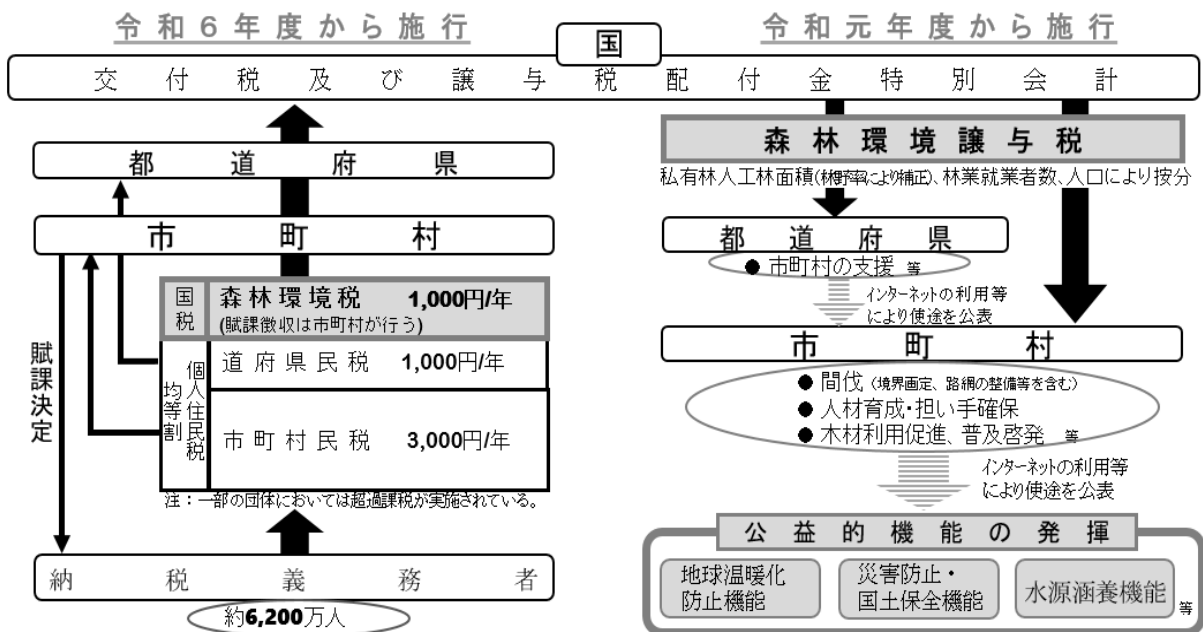 令和６年度から施行
国
令和元年度から施行
交付税及び譲与税配付金特別会計
都道府県
市町村
国税
森林環境税 1,000円/年
(賦課徴収は市町村が行う)
個人住民税
均等割
道府県民税 1,000円/年
市町村民税 3,000円/年
注：一部の団体においては超過課税が実施されている。
賦課決定
納税義務者
約6,200万人
森林環境譲与税
私有林人工林面積(林野率により補正)、林業就業者数、人口により按分
都道府県
● 市町村の支援 等
インターネットの利用等
により使途を公表
市町村
● 間伐（境界画定、路網の整備等を含む）
● 人材育成・担い手確保
● 木材利用促進、普及啓発 等
インターネットの利用等
により使途を公表
公益的機能の発揮
地球温暖化
防止機能
災害防止・
国土保全機能
水源涵養機能
等